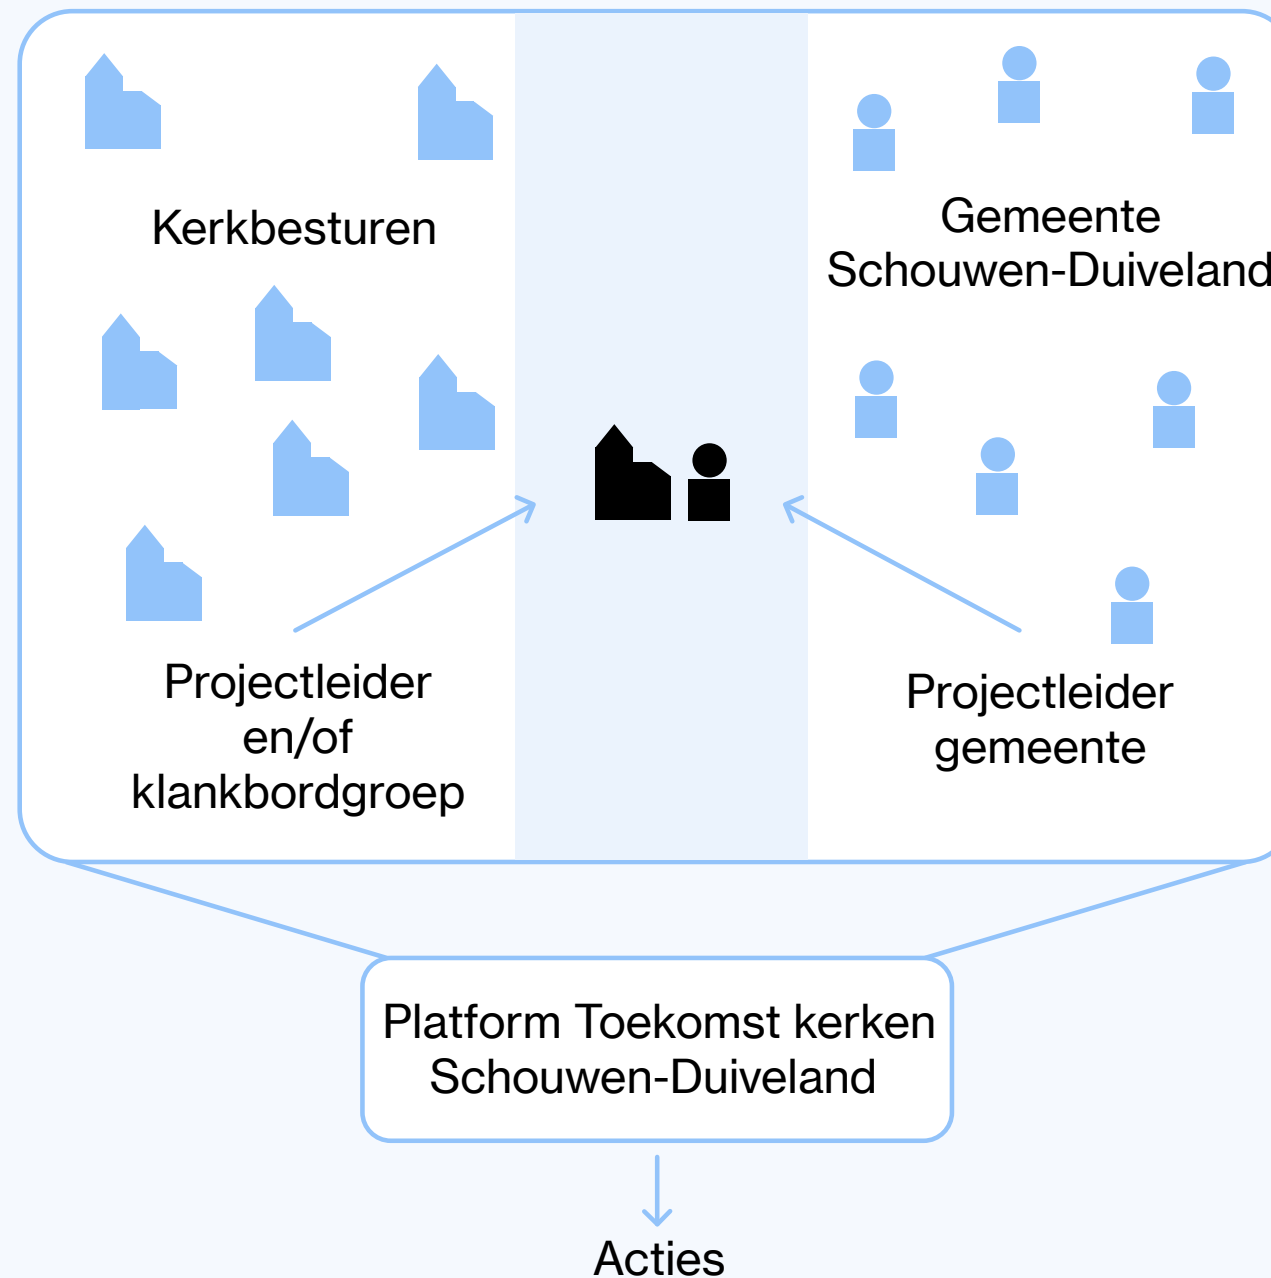 Kerkbesturen
Gemeente
Schouwen-Duiveland
Projectleider
en/of
klankbordgroep
Projectleider
gemeente
Platform Toekomst kerken
Schouwen-Duiveland
Acties